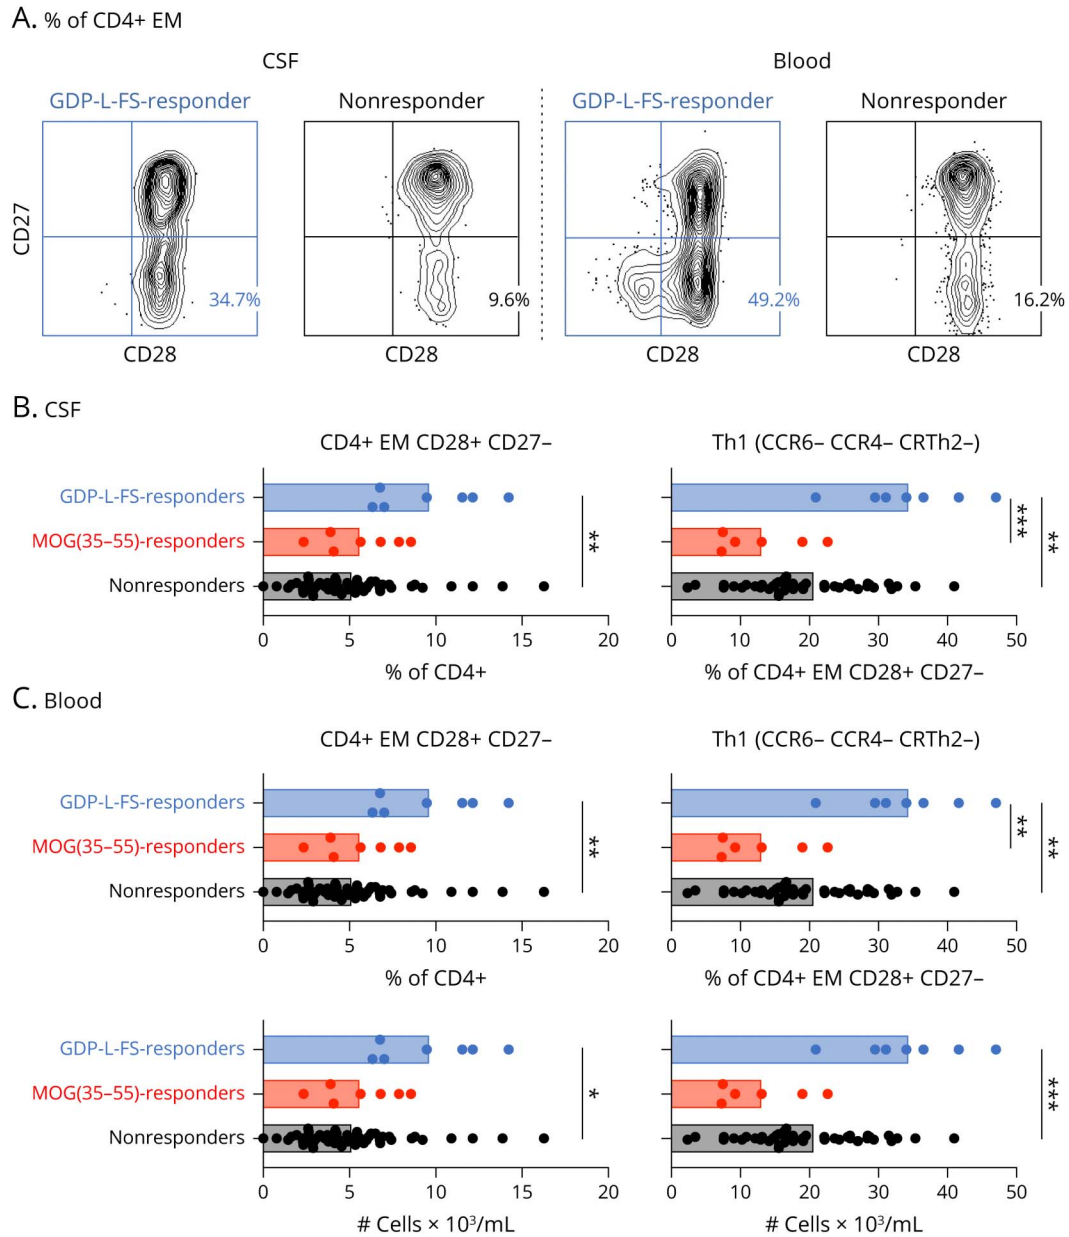 A. % of CD4+ EM
CSF
Blood
GDP-L-FS-responder
Nonresponder
GDP-L-FS-responder
Nonresponder
CD27
34.7%
9.6%
49.2%
16.2%
CD28
CD28
CD28
CD28
B. CSF
CD4+ EM CD28+ CD27–
Th1 (CCR6– CCR4– CRTh2–)
GDP-L-FS-responders
MOG(35–55)-responders
Nonresponders
**
***
**
0 5 10 15 20
0 10 20 30 40 50
% of CD4+
% of CD4+ EM CD28+ CD27–
C. Blood
CD4+ EM CD28+ CD27–
Th1 (CCR6– CCR4– CRTh2–)
GDP-L-FS-responders
MOG(35–55)-responders
Nonresponders
**
**
**
0 5 10 15 20
0 10 20 30 40 50
% of CD4+
% of CD4+ EM CD28+ CD27–
GDP-L-FS-responders
MOG(35–55)-responders
Nonresponders
*
***
0 5 10 15 20
0 10 20 30 40 50
# Cells × 10³/mL
# Cells × 10³/mL